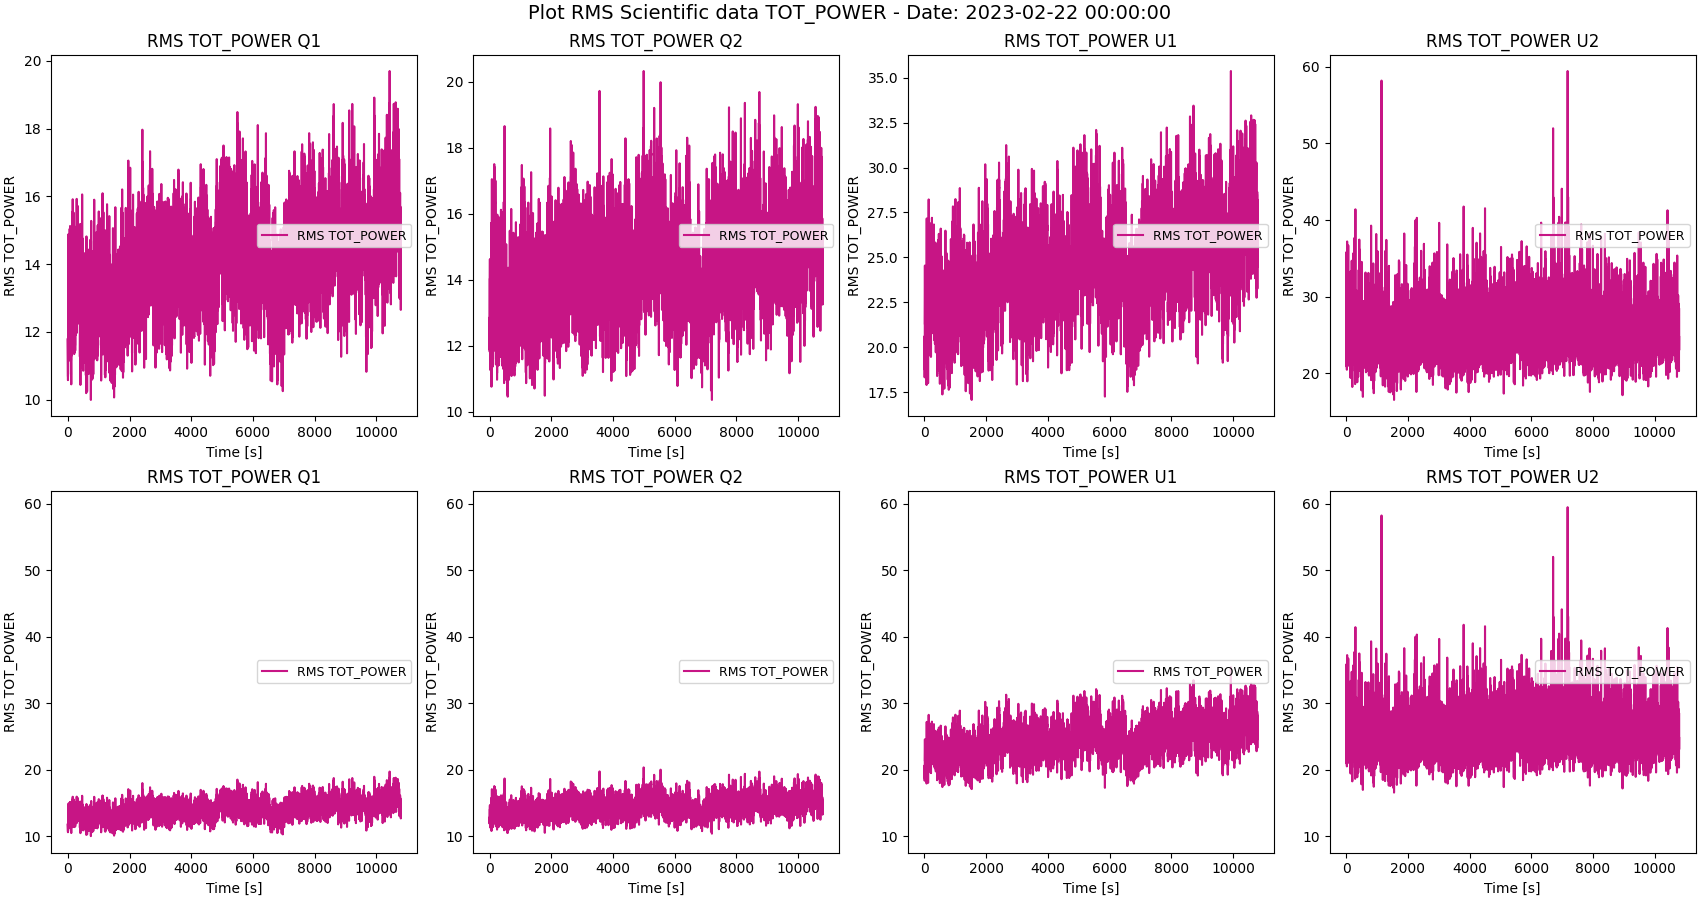 Plot RMS Scientific data TOT_POWER - Date: 2023-02-22 00:00:00
RMS TOT_POWER Q1
RMS TOT_POWER
20
18
16
14
12
10
RMS TOT_POWER
0 2000 4000 6000 8000 10000
Time [s]
RMS TOT_POWER Q2
RMS TOT_POWER
20
18
16
14
12
10
RMS TOT_POWER
0 2000 4000 6000 8000 10000
Time [s]
RMS TOT_POWER U1
RMS TOT_POWER
35.0
32.5
30.0
27.5
25.0
22.5
20.0
17.5
RMS TOT_POWER
0 2000 4000 6000 8000 10000
Time [s]
RMS TOT_POWER U2
RMS TOT_POWER
60
50
40
30
20
RMS TOT_POWER
0 2000 4000 6000 8000 10000
Time [s]
RMS TOT_POWER Q1
RMS TOT_POWER
60
50
40
30
20
10
RMS TOT_POWER
0 2000 4000 6000 8000 10000
Time [s]
RMS TOT_POWER Q2
RMS TOT_POWER
60
50
40
30
20
10
RMS TOT_POWER
0 2000 4000 6000 8000 10000
Time [s]
RMS TOT_POWER U1
RMS TOT_POWER
60
50
40
30
20
10
RMS TOT_POWER
0 2000 4000 6000 8000 10000
Time [s]
RMS TOT_POWER U2
RMS TOT_POWER
60
50
40
30
20
10
RMS TOT_POWER
0 2000 4000 6000 8000 10000
Time [s]